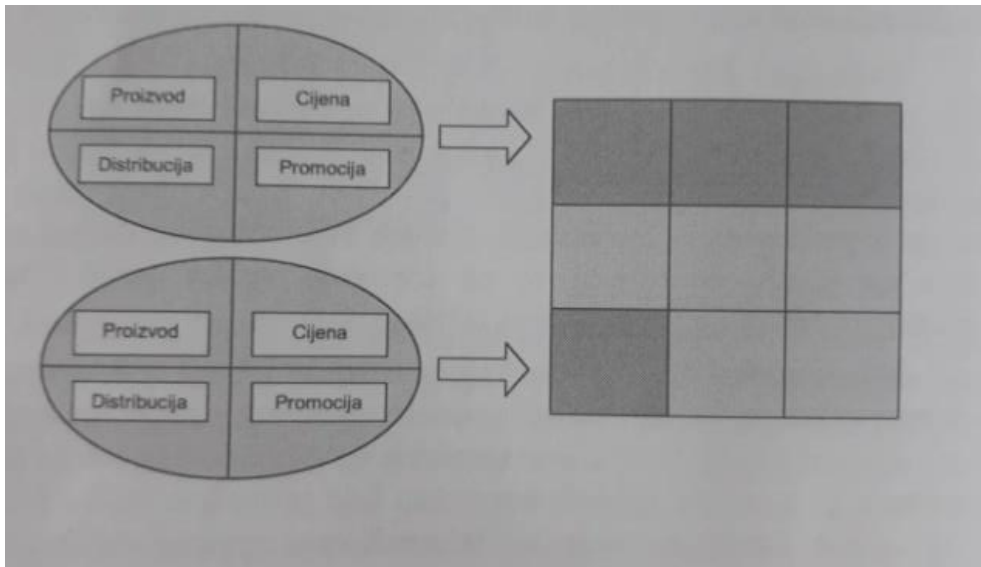 Proizvod
Cijena
Distribucija
Promocija
Proizvod
Cijena
Distribucija
Promocija